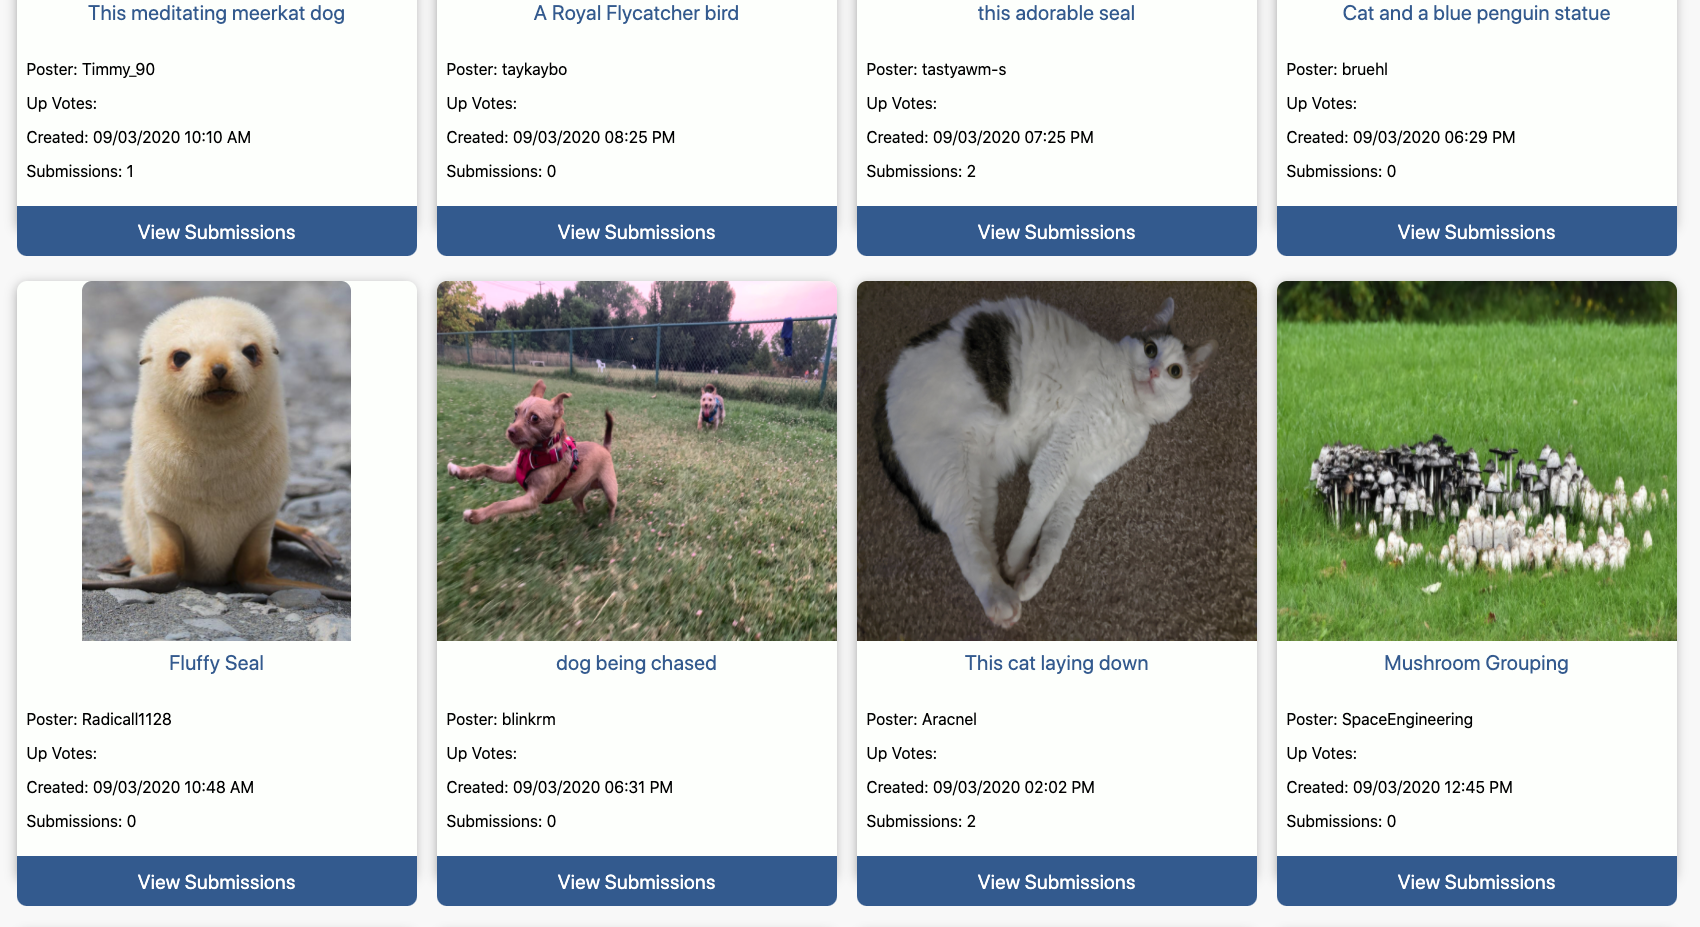 This meditating meerkat dog
Poster: Timmy_90
Up Votes:
Created: 09/03/2020 10:10 AM
Submissions: 1
View Submissions
A Royal Flycatcher bird
Poster: taykaybo
Up Votes:
Created: 09/03/2020 08:25 PM
Submissions: 0
View Submissions
this adorable seal
Poster: tastyawm-s
Up Votes:
Created: 09/03/2020 07:25 PM
Submissions: 2
View Submissions
Cat and a blue penguin statue
Poster: bruehl
Up Votes:
Created: 09/03/2020 06:29 PM
Submissions: 0
View Submissions
Fluffy Seal
Poster: Radicall1128
Up Votes:
Created: 09/03/2020 10:48 AM
Submissions: 0
View Submissions
dog being chased
Poster: blinkrm
Up Votes:
Created: 09/03/2020 06:31 PM
Submissions: 0
View Submissions
This cat laying down
Poster: Aracnel
Up Votes:
Created: 09/03/2020 02:02 PM
Submissions: 2
View Submissions
Mushroom Grouping
Poster: SpaceEngineering
Up Votes:
Created: 09/03/2020 12:45 PM
Submissions: 0
View Submissions